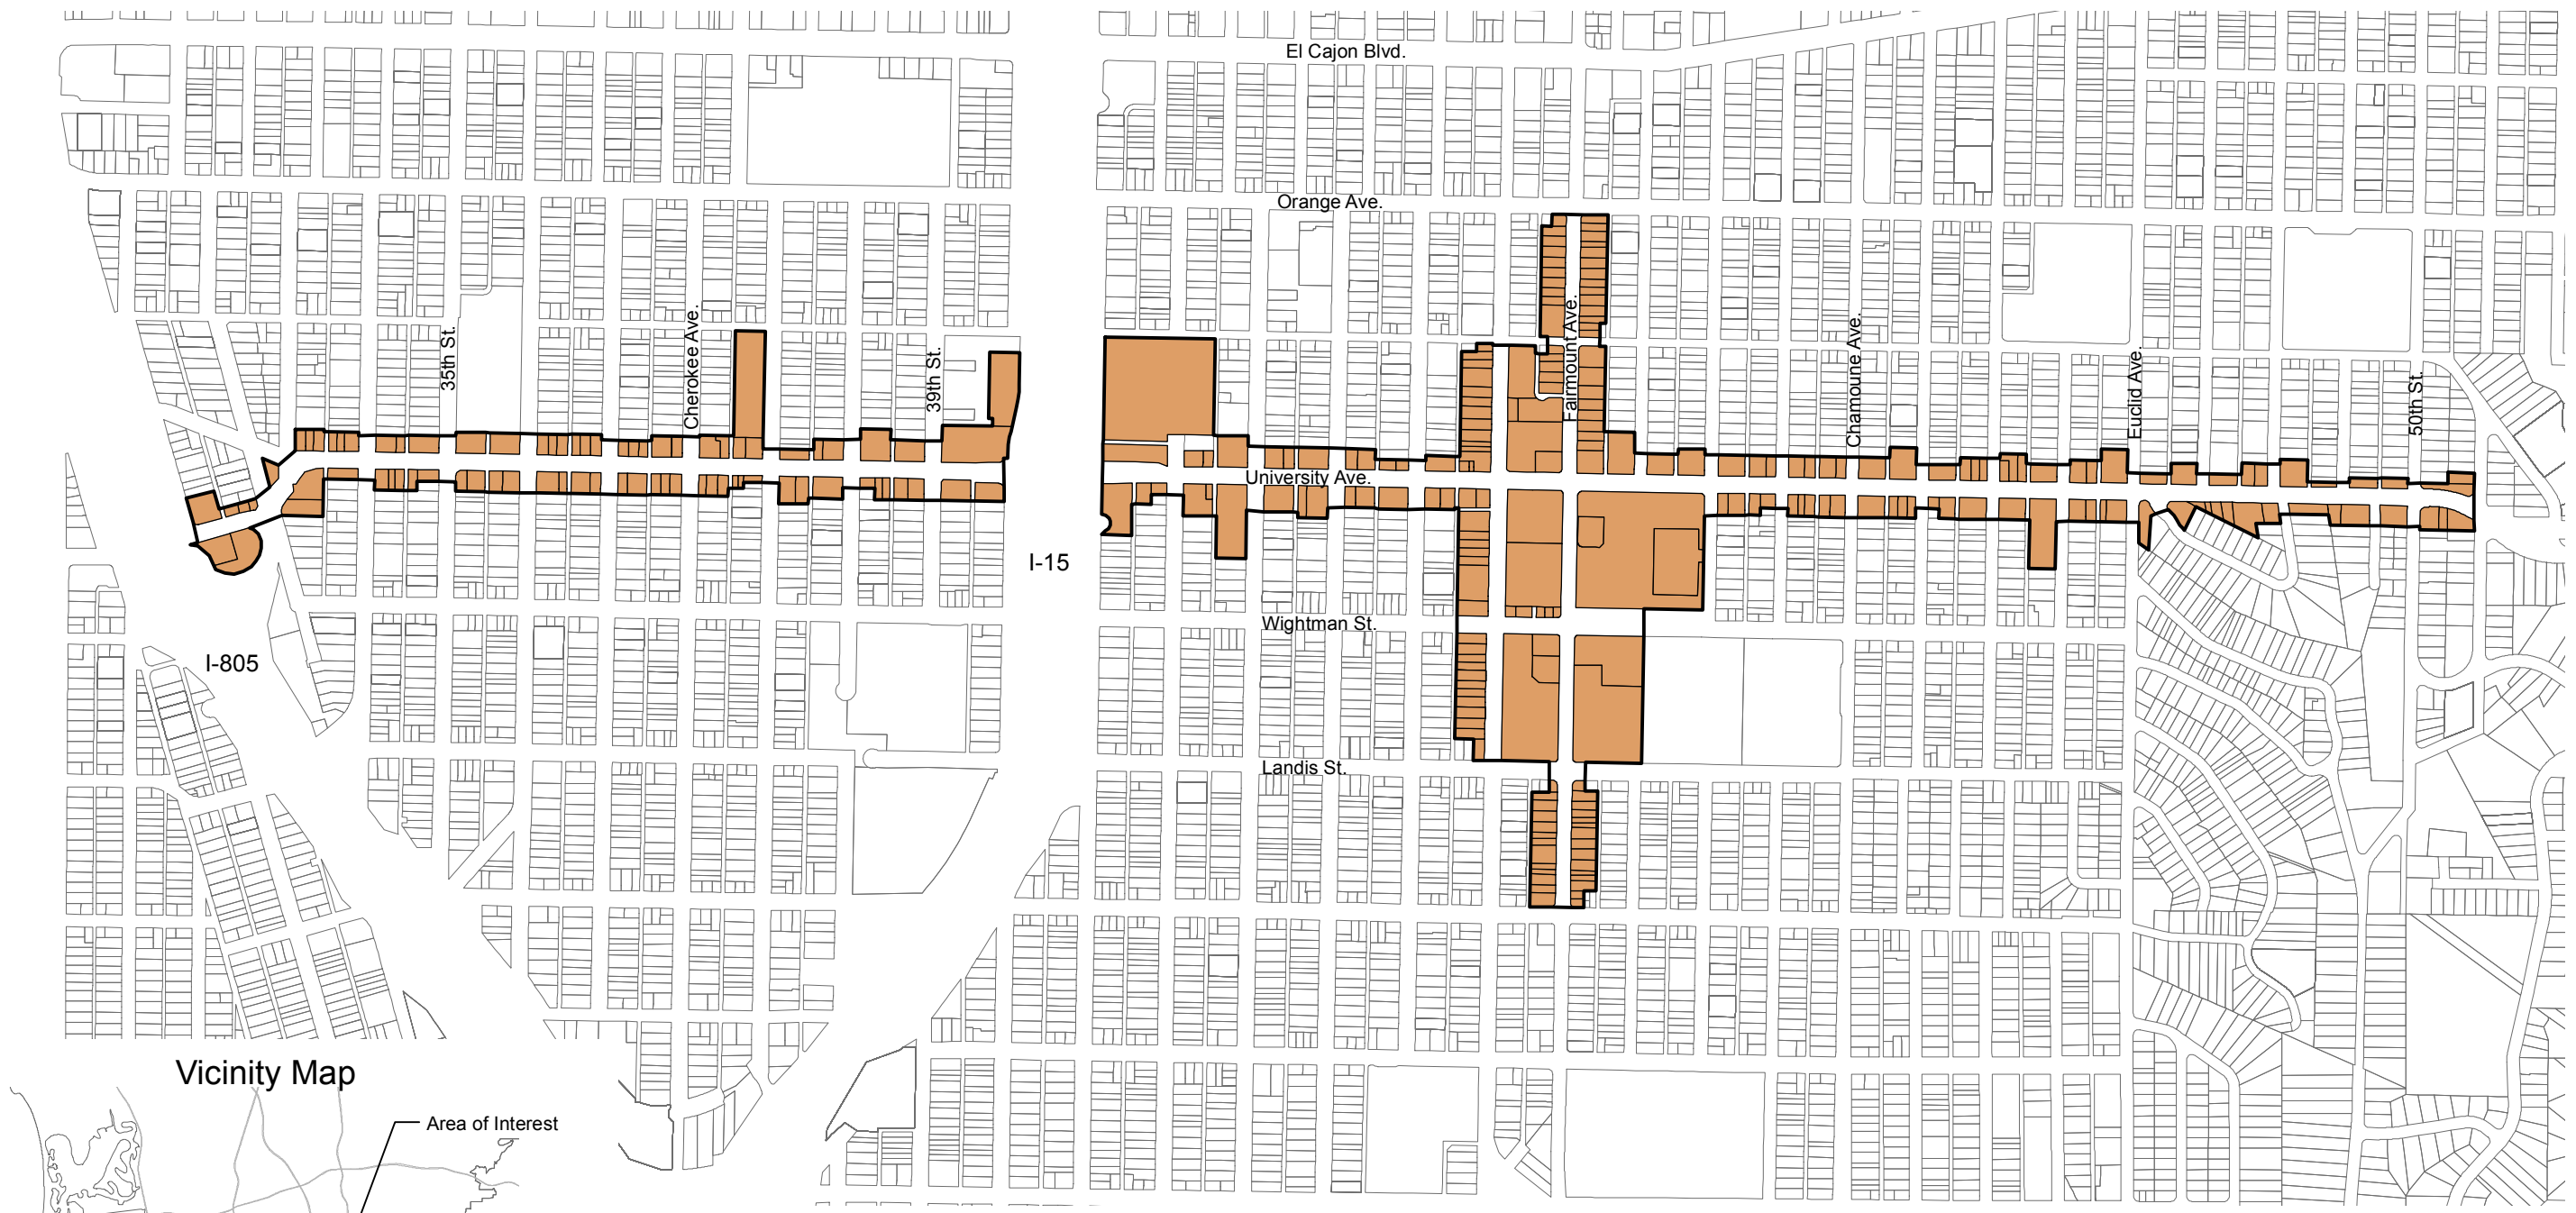 El Cajon Blvd.
Orange Ave.
35th St.
Cherokee Ave.
39th St.
Fairmount Ave.
Chamoune Ave.
Euclid Ave.
50th St.
University Ave.
I-15
Wightman St.
I-805
Landis St.
Vicinity Map
Area of Interest